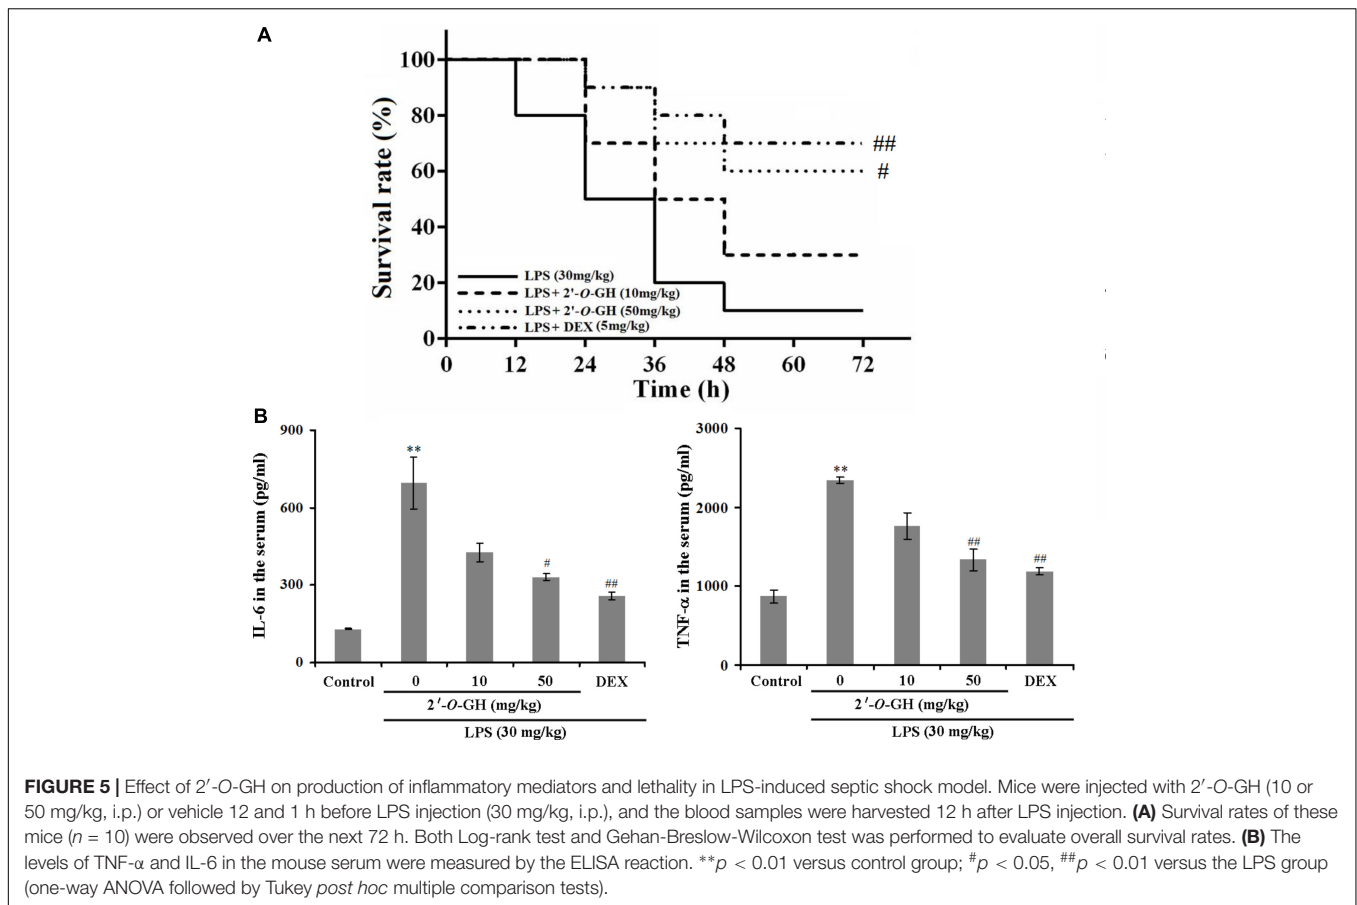 A
Survival rate (%)
100
80
60
40
20
0
##
#
LPS (30mg/kg)
LPS+ 2'-O-GH (10mg/kg)
LPS+ 2'-O-GH (50mg/kg)
LPS+ DEX (5mg/kg)
0 12 24 36 48 60 72
Time (h)
B
IL-6 in the serum (pg/ml)
900
600
300
0
**
#
##
Control 0 10 50 DEX
2′-O-GH (mg/kg)
LPS (30 mg/kg)
TNF-α in the serum (pg/ml)
3000
2000
1000
0
**
##
##
Control 0 10 50 DEX
2′-O-GH (mg/kg)
LPS (30 mg/kg)
FIGURE 5 | Effect of 2′-O-GH on production of inflammatory mediators and lethality in LPS-induced septic shock model. Mice were injected with 2′-O-GH (10 or
50 mg/kg, i.p.) or vehicle 12 and 1 h before LPS injection (30 mg/kg, i.p.), and the blood samples were harvested 12 h after LPS injection. (A) Survival rates of these
mice (n = 10) were observed over the next 72 h. Both Log-rank test and Gehan-Breslow-Wilcoxon test was performed to evaluate overall survival rates. (B) The
levels of TNF-α and IL-6 in the mouse serum were measured by the ELISA reaction. **p < 0.01 versus control group; #p < 0.05, ##p < 0.01 versus the LPS group
(one-way ANOVA followed by Tukey post hoc multiple comparison tests).